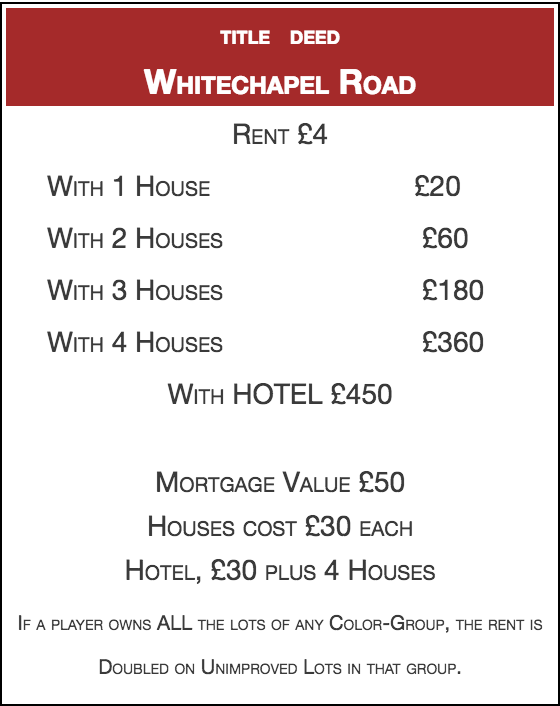 TITLE DEED
WHITECHAPEL ROAD
RENT £4
WITH 1 HOUSE £20
WITH 2 HOUSES £60
WITH 3 HOUSES £180
WITH 4 HOUSES £360
WITH HOTEL £450
MORTGAGE VALUE £50
HOUSES COST £30 EACH
HOTEL, £30 PLUS 4 HOUSES
IF A PLAYER OWNS ALL THE LOTS OF ANY COLOR-GROUP, THE RENT IS
DOUBLED ON UNIMPROVED LOTS IN THAT GROUP.